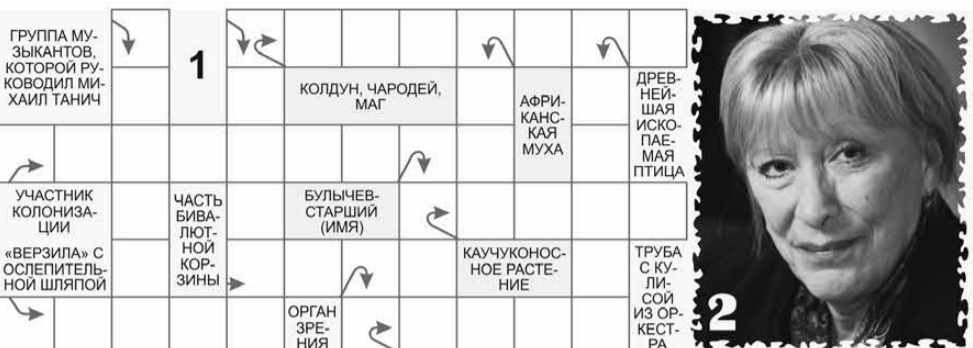 ГРУППА МУ-
ЗЫКАНТОВ,
КОТОРОЙ РУ-
КОВОДИЛ МИ-
ХАИЛ ТАНИЧ
1
КОЛДУН, ЧАРОДЕЙ,
МАГ
АФРИ-
КАНС-
КАЯ
МУХА
ДРЕВ-
НЕЙ-
ШАЯ
ИСКО-
ПАЕ-
МАЯ
ПТИЦА
УЧАСТНИК
КОЛОНИЗА-
ЦИИ
«ВЕРЗИЛА» С
ОСЛЕПИТЕЛЬ-
НОЙ ШЛЯПОЙ
ЧАСТЬ
БИВА-
ЛЮТ-
НОЙ
КОР-
ЗИНЫ
БУЛЫЧЕВ-
СТАРШИЙ
(ИМЯ)
КАУЧУКОНОС-
НОЕ РАСТЕ-
НИЕ
ОРГАН
ЗРЕ-
НИЯ
ТРУБА
С КУ-
ЛИ-
СОЙ
ИЗ ОР-
КЕСТ-
РА
2